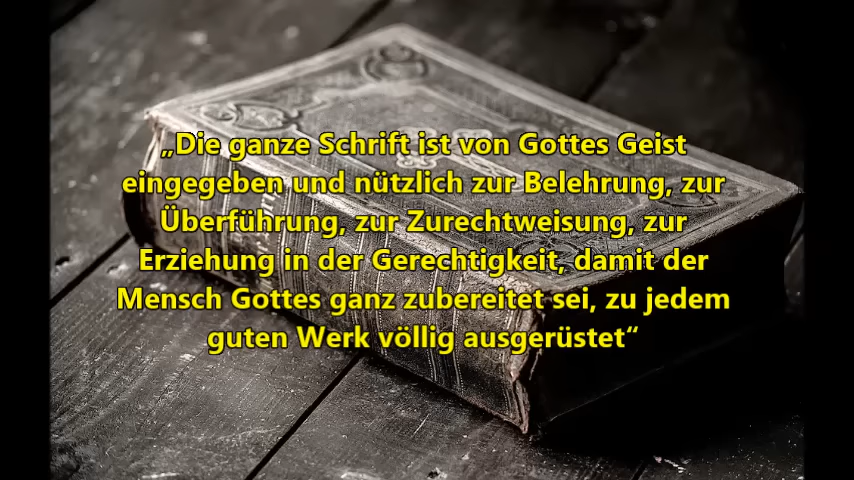 „Die ganze Schrift ist von Gottes Geist
eingegeben und nützlich zur Belehrung, zur
Überführung, zur Zurechtweisung, zur
Erziehung in der Gerechtigkeit, damit der
Mensch Gottes ganz zubereitet sei, zu jedem
guten Werk völlig ausgerüstet“